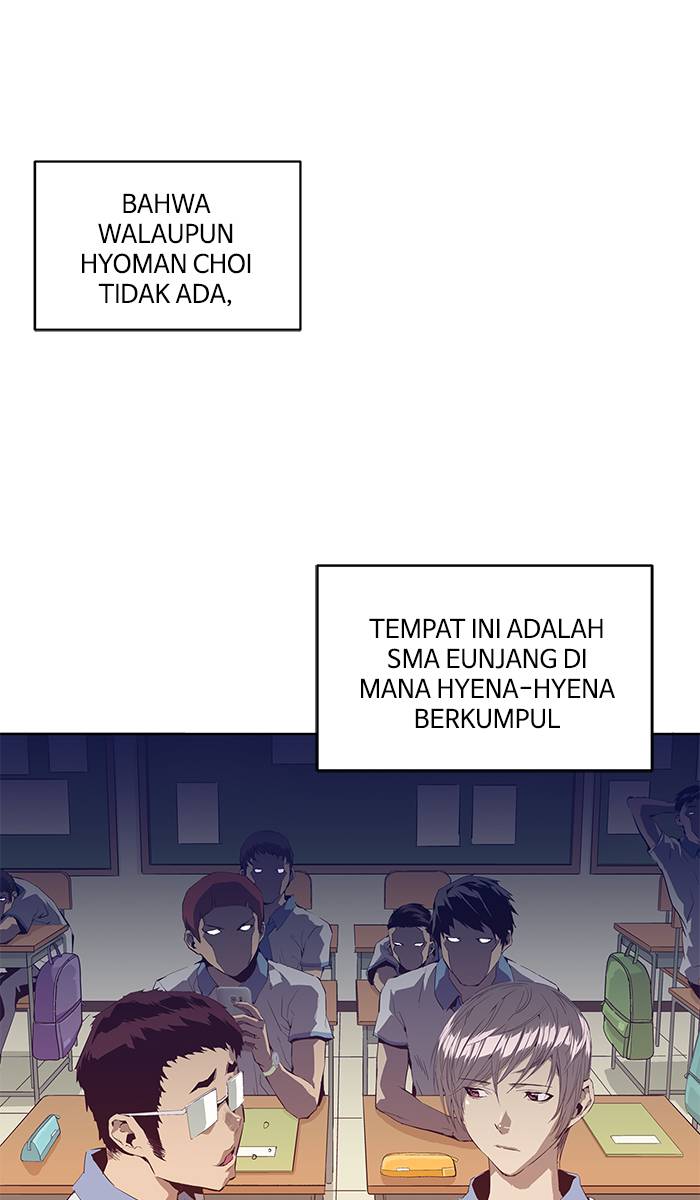 BAHWA
WALAUPUN
HYOMAN CHOI
TIDAK ADA,
TEMPAT INI ADALAH
SMA EUNJANG DI
MANA HYENA-HYENA
BERKUMPUL